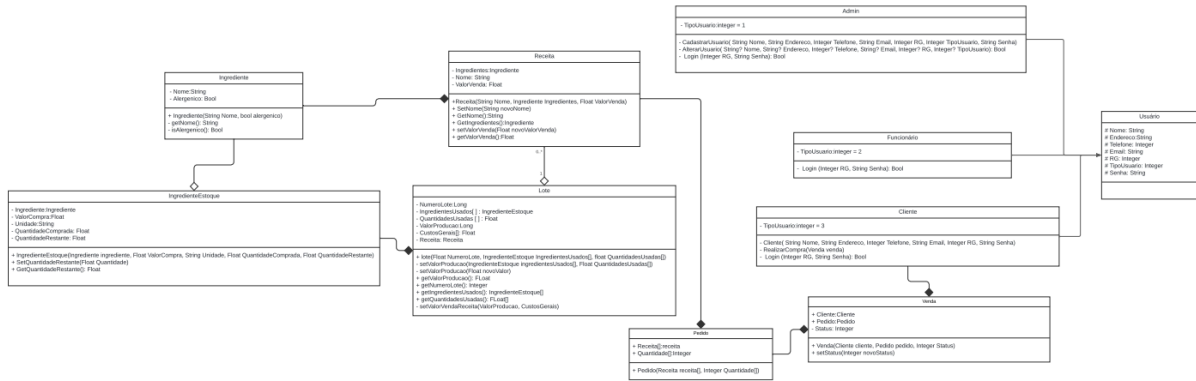 Admin
- TipoUsuario:integer = 1
- CadastrarUsuario( String Nome, String Endereco, Integer Telefone, String Email, Integer RG, Integer TipoUsuario, String Senha)
- AlterarUsuario( String? Nome, String? Endereco, Integer? Telefone, String? Email, Integer? RG, Integer? TipoUsuario): Bool
- Login (Integer RG, String Senha): Bool
Receita
- Ingredientes:Ingrediente
- Nome: String
- ValorVenda: Float
+Receita(String Nome, Ingrediente Ingredientes, Float ValorVenda)
+ SetNome(String novoNome)
+ GetNome():String
+ GetIngredientes():Ingrediente
+ setValorVenda(Float novoValorVenda)
+ getValorVenda():Float
Ingrediente
- Nome:String
- Alergenico: Bool
+ Ingrediente(String Nome, bool alergenico)
- getNome(): String
- isAlergenico(): Bool
Usuário
# Nome: String
# Endereco:String
# Telefone: Integer
# Email: String
# RG: Integer
# TipoUsuario: Integer
# Senha: String
Funcionário
- TipoUsuario:integer = 2
- Login (Integer RG, String Senha): Bool
0.*
1
IngredienteEstoque
- Ingrediente:Ingrediente
- ValorCompra:Float
- Unidade:String
- QuantidadeComprada: Float
- QuantidadeRestante: Float
+ IngredienteEstoque(Ingrediente ingrediente, Float ValorCompra, String Unidade, Float QuantidadeComprada, Float QuantidadeRestante)
+ SetQuantidadeRestante(Float Quantidade)
+ GetQuantidadeRestante(): Float
Lote
- NumeroLote:Long
- IngredientesUsados[ ] : IngredienteEstoque
- QuantidadesUsadas [ ] : Float
- ValorProducao:Long
- CustosGerais[]: Float
- Receita: Receita
+ lote(Float NumeroLote, IngredienteEstoque IngredientesUsados[], float QuantidadesUsadas[])
- setValorProducao(IngredienteEstoque ingredientesUsados[], Float QuantidadesUsadas[])
- setValorProducao(Float novoValor)
+ getValorProducao(): FLoat
+ getNumeroLote(): Integer
+ getIngredientesUsados(): IngredienteEstoque[]
+ getQuantidadesUsadas(): FLoat[]
- setValorVendaReceita(ValorProducao, CustosGerais)
Cliente
- TipoUsuario:integer = 3
- Cliente( String Nome, String Endereco, Integer Telefone, String Email, Integer RG, String Senha)
- RealizarCompra(Venda venda)
- Login (Integer RG, String Senha): Bool
Venda
+ Cliente:Cliente
+ Pedido:Pedido
- Status: Integer
+ Venda(Cliente cliente, Pedido pedido, Integer Status)
+ setStatus(Integer novoStatus)
Pedido
+ Receita[]:receita
+ Quantidade[]:Integer
+ Pedido(Receita receita[], Integer Quantidade[])